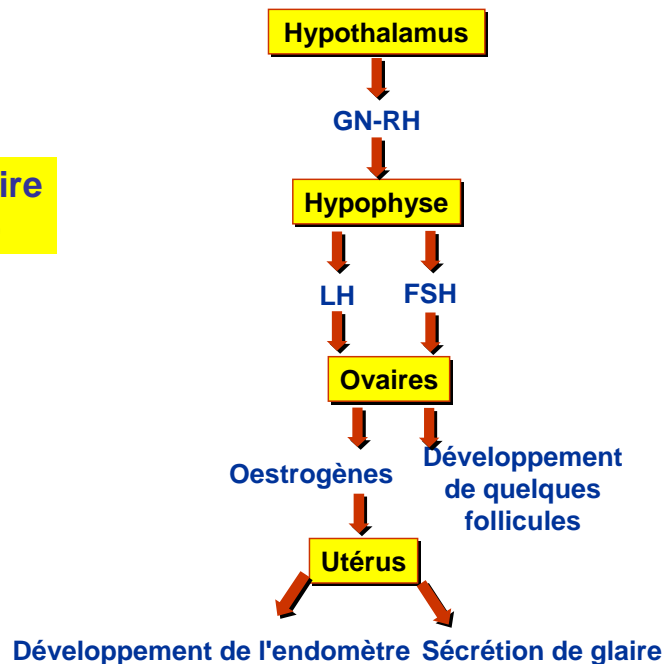 Hypothalamus
GN-RH
ire
Hypophyse
LH FSH
Ovaires
Oestrogènes
Développement
de quelques
follicules
Utérus
Développement de l'endomètre Sécrétion de glaire